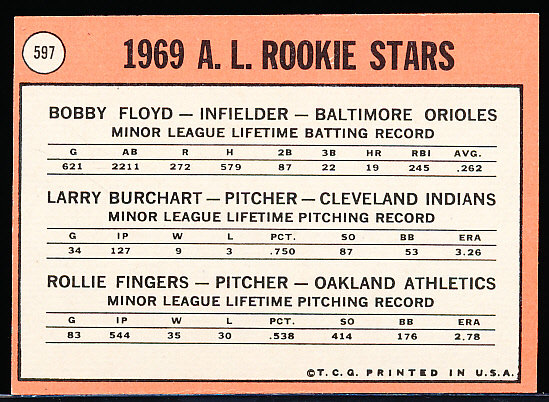 597
1969 A. L. ROOKIE STARS
BOBBY FLOYD — INFIELDER — BALTIMORE ORIOLES
MINOR LEAGUE LIFETIME BATTING RECORD
G AB R H 2B 3B HR RBI AVG.
621 2211 272 579 87 22 19 245 .262
LARRY BURCHART — PITCHER — CLEVELAND INDIANS
MINOR LEAGUE LIFETIME PITCHING RECORD
G IP W L PCT. SO BB ERA
34 127 9 3 .750 87 53 3.26
ROLLIE FINGERS — PITCHER — OAKLAND ATHLETICS
MINOR LEAGUE LIFETIME PITCHING RECORD
G IP W L PCT. SO BB ERA
83 544 35 30 .538 414 176 2.78
©T.C.G. PRINTED IN U.S.A.